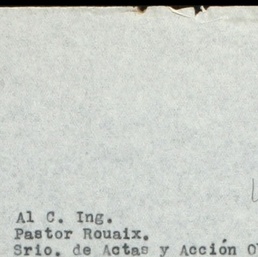 Al C. Ing.
Pastor Rouaix.
Srio. de Actas y Acción